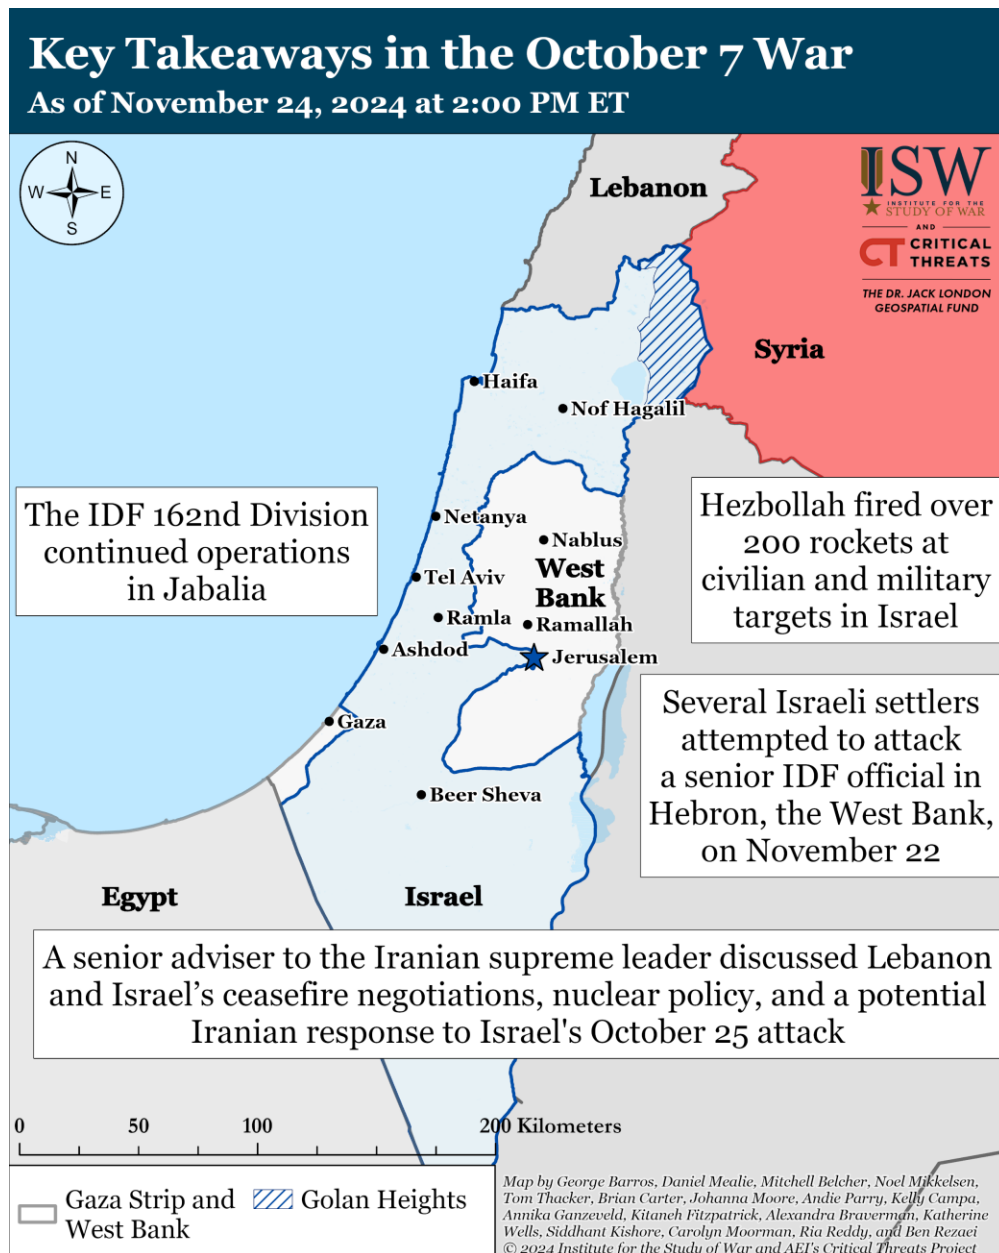 Key Takeaways in the October 7 War
As of November 24, 2024 at 2:00 PM ET
N
W
E
S
ISW
INSTITUTE FOR THE
STUDY OF WAR
AND
CT CRITICAL
THREATS
THE DR. JACK LONDON
GEOSPATIAL FUND
Lebanon
Syria
Haifa
Nof Hagalil
The IDF 162nd Division
continued operations
in Jabalia
Hezbollah fired over
200 rockets at
civilian and military
targets in Israel
Netanya
Nablus
West
Bank
Tel Aviv
Ramla
Ramallah
Ashdod
Jerusalem
Gaza
Beer Sheva
Several Israeli settlers
attempted to attack
a senior IDF official in
Hebron, the West Bank,
on November 22
Egypt
Israel
A senior adviser to the Iranian supreme leader discussed Lebanon
and Israel’s ceasefire negotiations, nuclear policy, and a potential
Iranian response to Israel's October 25 attack
0 50 100 200 Kilometers
Gaza Strip and
West Bank
Golan Heights
Map by George Barros, Daniel Mealie, Mitchell Belcher, Noel Mikkelsen,
Tom Thacker, Brian Carter, Johanna Moore, Andie Parry, Kelly Campa,
Annika Ganzeveld, Kitaneh Fitzpatrick, Alexandra Braverman, Katherine
Wells, Siddhant Kishore, Carolyn Moorman, Ria Reddy, and Ben Rezaei
© 2024 Institute for the Study of War and AEI's Critical Threats Project